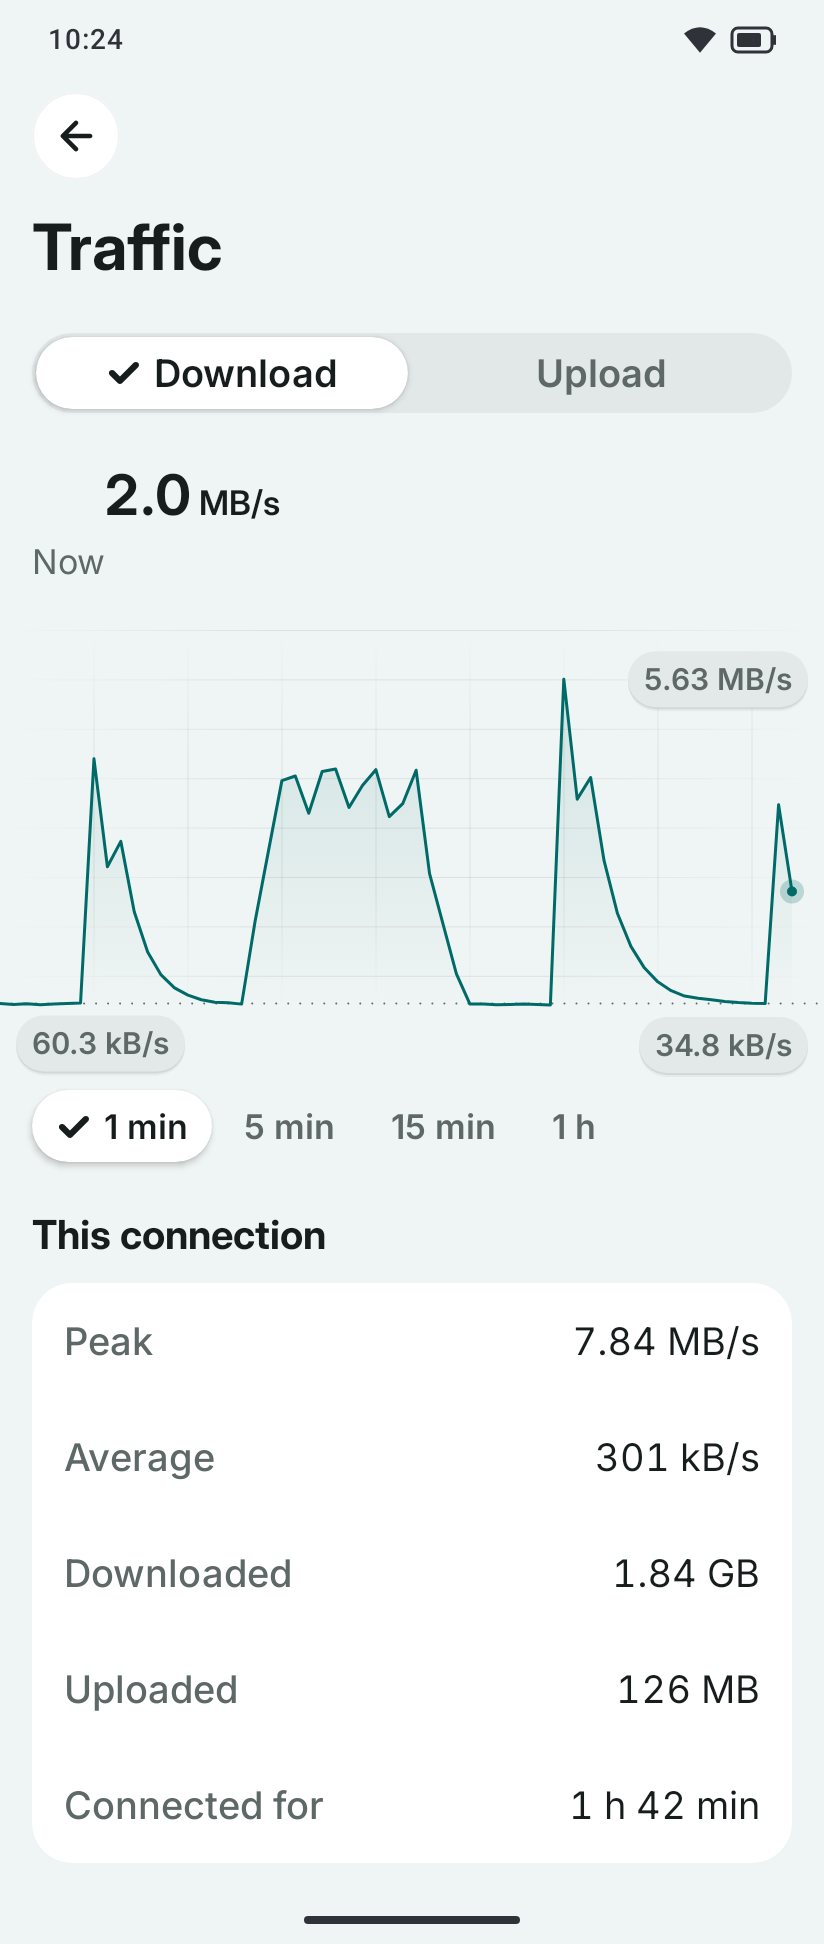 10:24
Traffic
Download Upload
2.0 MB/s
Now
5.63 MB/s
60.3 kB/s 34.8 kB/s
1 min 5 min 15 min 1 h
This connection
Peak 7.84 MB/s
Average 301 kB/s
Downloaded 1.84 GB
Uploaded 126 MB
Connected for 1 h 42 min